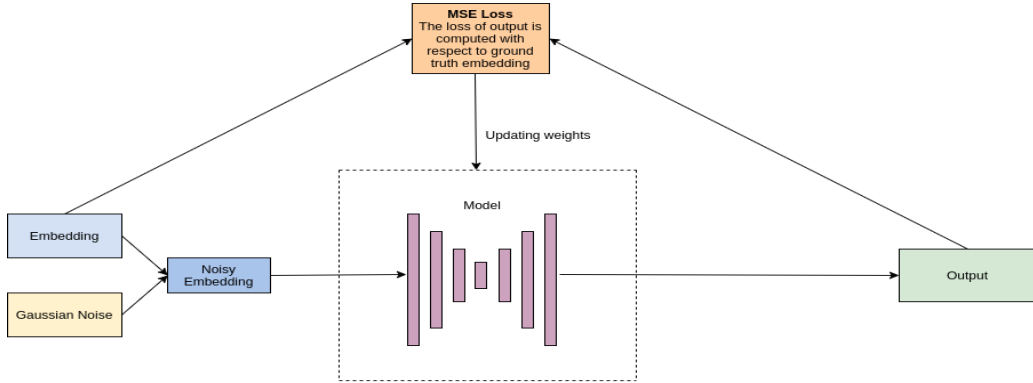 MSE Loss
The loss of output is
computed with
respect to ground
truth embedding
Updating weights
Model
Embedding
Noisy
Embedding
Gaussian Noise
Output